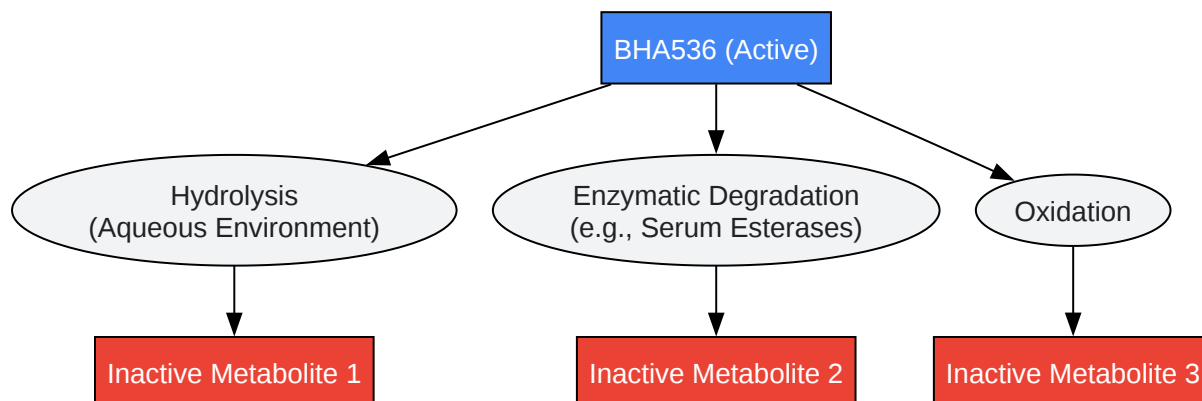 BHA536 (Active)
Hydrolysis
(Aqueous Environment)
Enzymatic Degradation
(e.g., Serum Esterases)
Oxidation
Inactive Metabolite 1
Inactive Metabolite 2
Inactive Metabolite 3